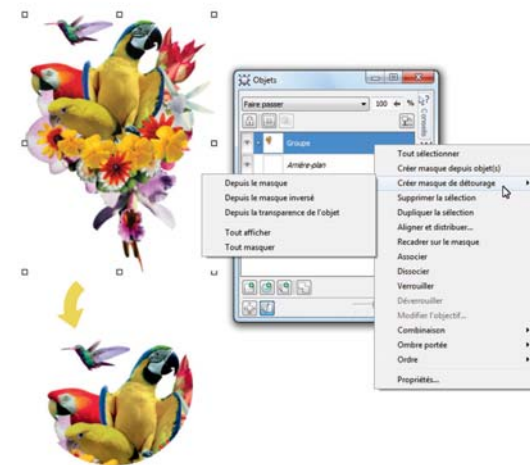 Objets
Faire passer
100
%
Conseils
Groupe
Arrière-plan
Tout sélectionner
Créer masque depuis objet(s)
Créer masque de détourage
Supprimer la sélection
Dupliquer la sélection
Aligner et distribuer...
Recadrer sur le masque
Associer
Dissocier
Verrouiller
Déverrouiller
Modifier l'objectif...
Combinaison
Ombre portée
Ordre
Propriétés...
Depuis le masque
Depuis le masque inversé
Depuis la transparence de l'objet
Tout afficher
Tout masquer